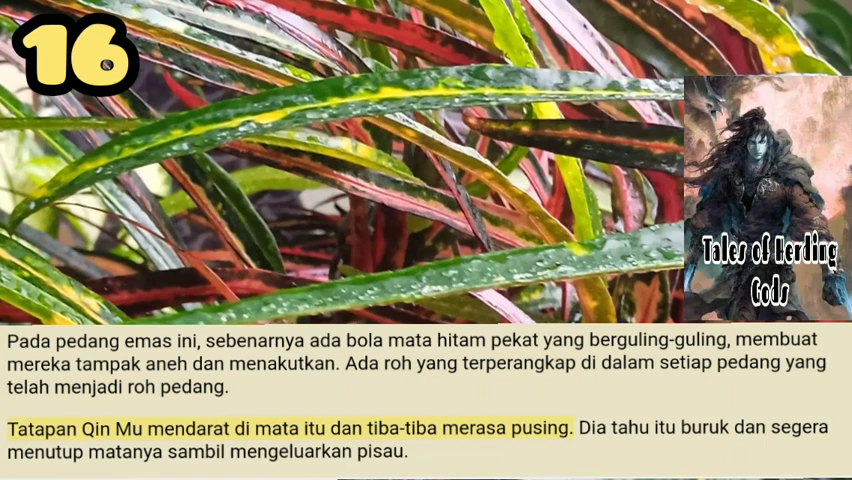 16
Tales of Herding
Gods
Pada pedang emas ini, sebenarnya ada bola mata hitam pekat yang berguling-guling, membuat
mereka tampak aneh dan menakutkan. Ada roh yang terperangkap di dalam setiap pedang yang
telah menjadi roh pedang.
Tatapan Qin Mu mendarat di mata itu dan tiba-tiba merasa pusing. Dia tahu itu buruk dan segera
menutup matanya sambil mengeluarkan pisau.